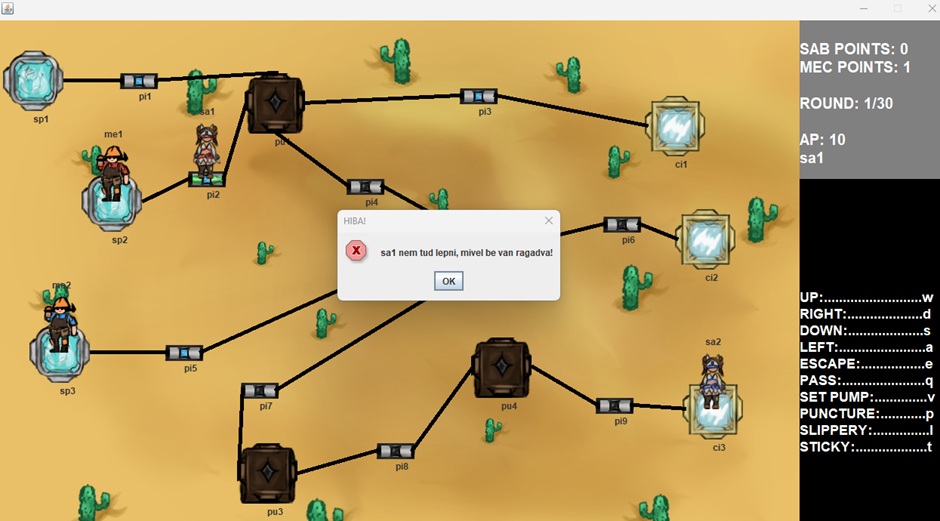 SAB POINTS: 0
MEC POINTS: 1
ROUND: 1/30
AP: 10
sa1
pi1
sp1
sa1
me1
pi3
ci1
pi2
pi4
sp2
pi6
ci2
HIBA!
sa1 nem tud lepni, mivel be van ragadva!
OK
pi5
sp3
sa2
pi7
pu4
pi9
ci3
pi8
pu3
UP:..........................w
RIGHT:....................d
DOWN:....................s
LEFT:.......................a
ESCAPE:..................e
PASS:......................q
SET PUMP:..............v
PUNCTURE:............p
SLIPPERY:...............l
STICKY:...................t